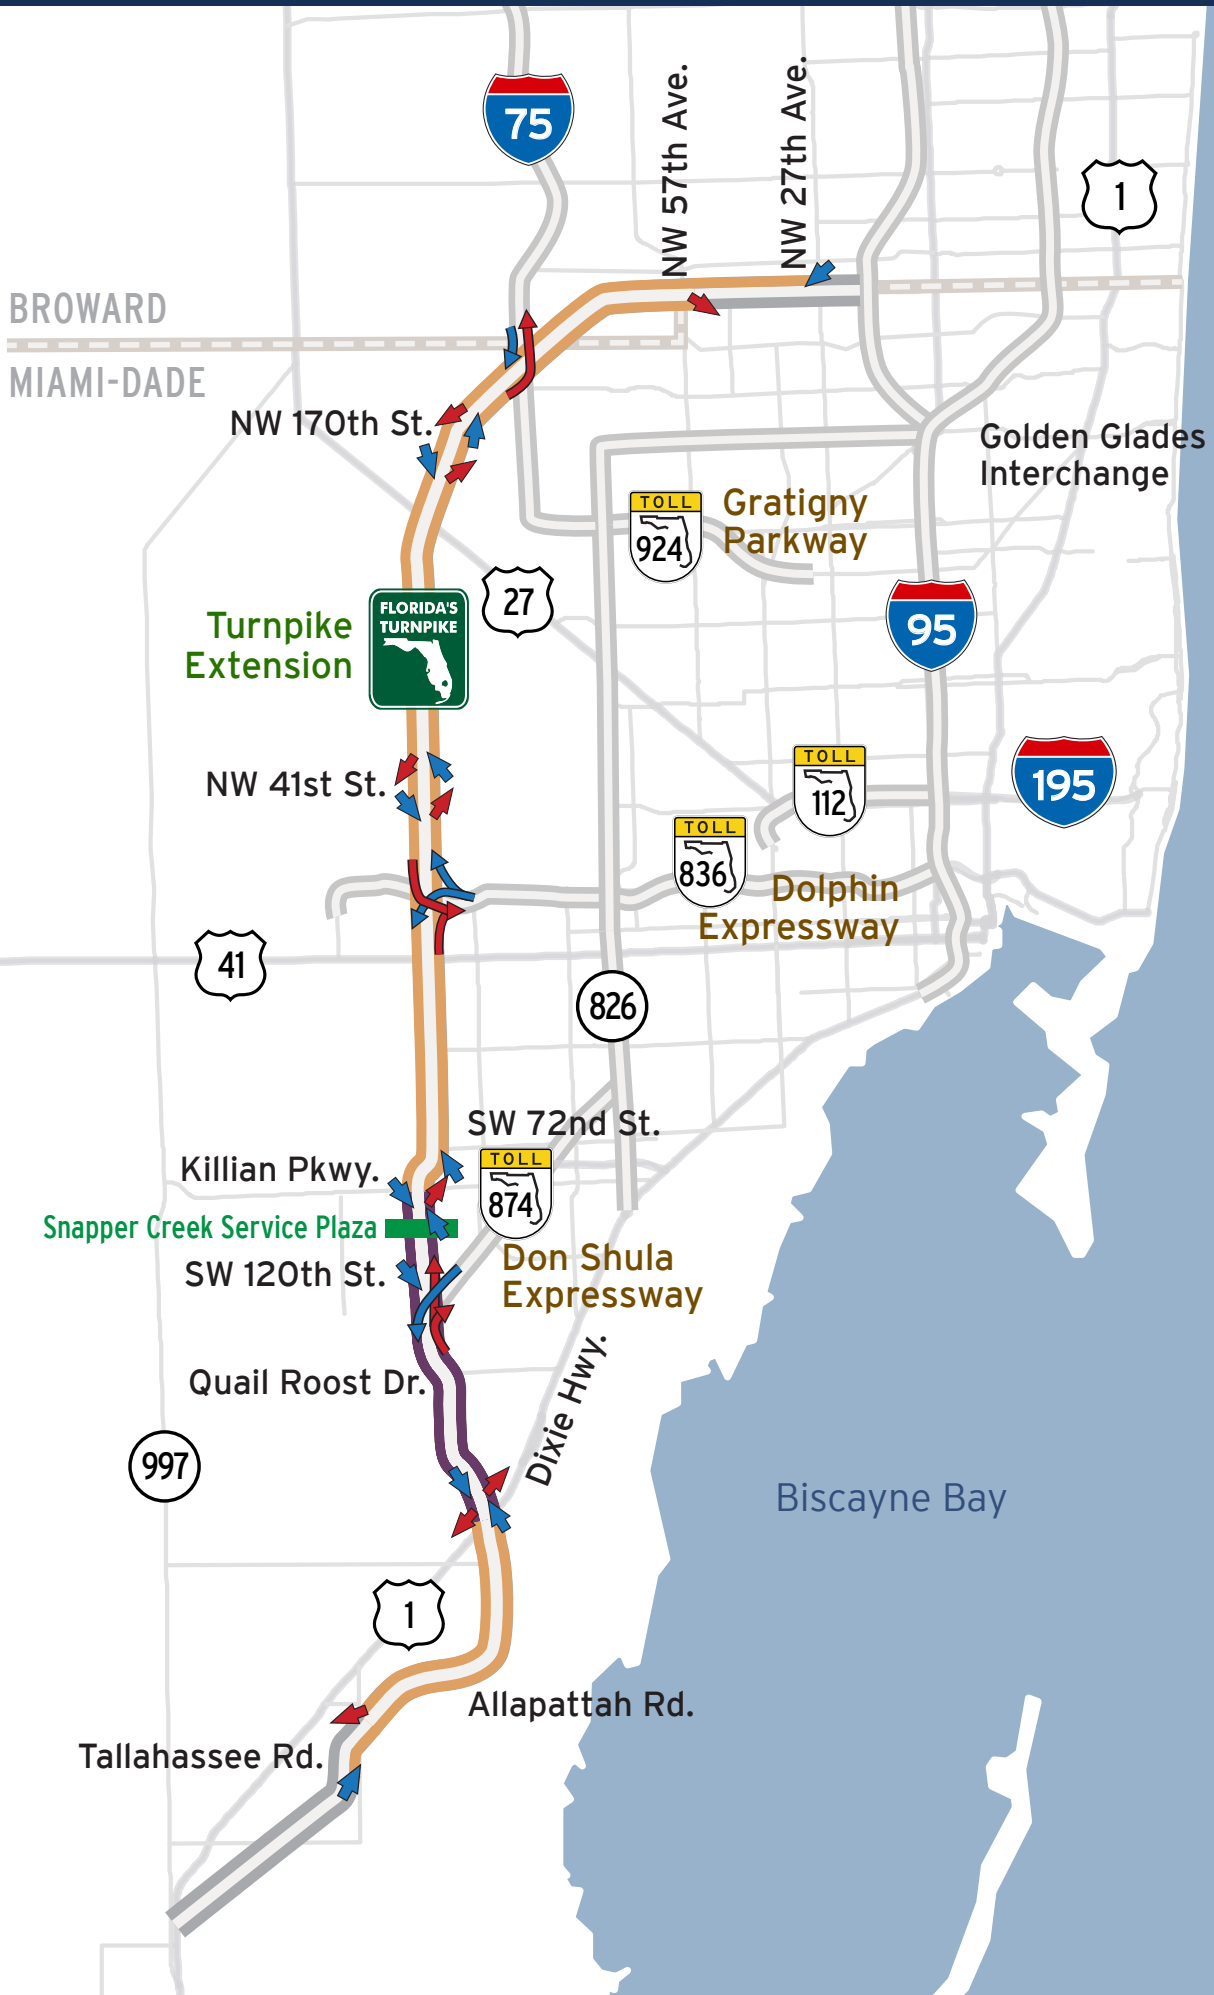 75
NW 57th Ave.
NW 27th Ave.
1
BROWARD
MIAMI-DADE
NW 170th St.
Golden Glades
Interchange
TOLL
924
Gratigny
Parkway
27
FLORIDA'S
TURNPIKE
Turnpike
Extension
95
NW 41st St.
TOLL
112
195
TOLL
836
Dolphin
Expressway
41
826
SW 72nd St.
Killian Pkwy.
TOLL
874
Snapper Creek Service Plaza
SW 120th St.
Don Shula
Expressway
Quail Roost Dr.
Dixie Hwy.
997
Biscayne Bay
1
Allapattah Rd.
Tallahassee Rd.